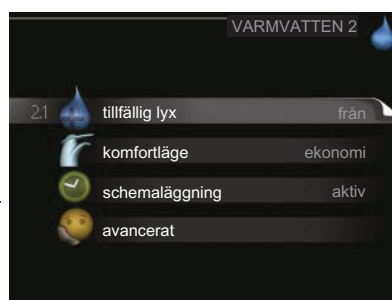 VARMVATTEN 2
2.1 tillfällig lyx från
komfortläge ekonomi
schemaläggning aktiv
avancerat